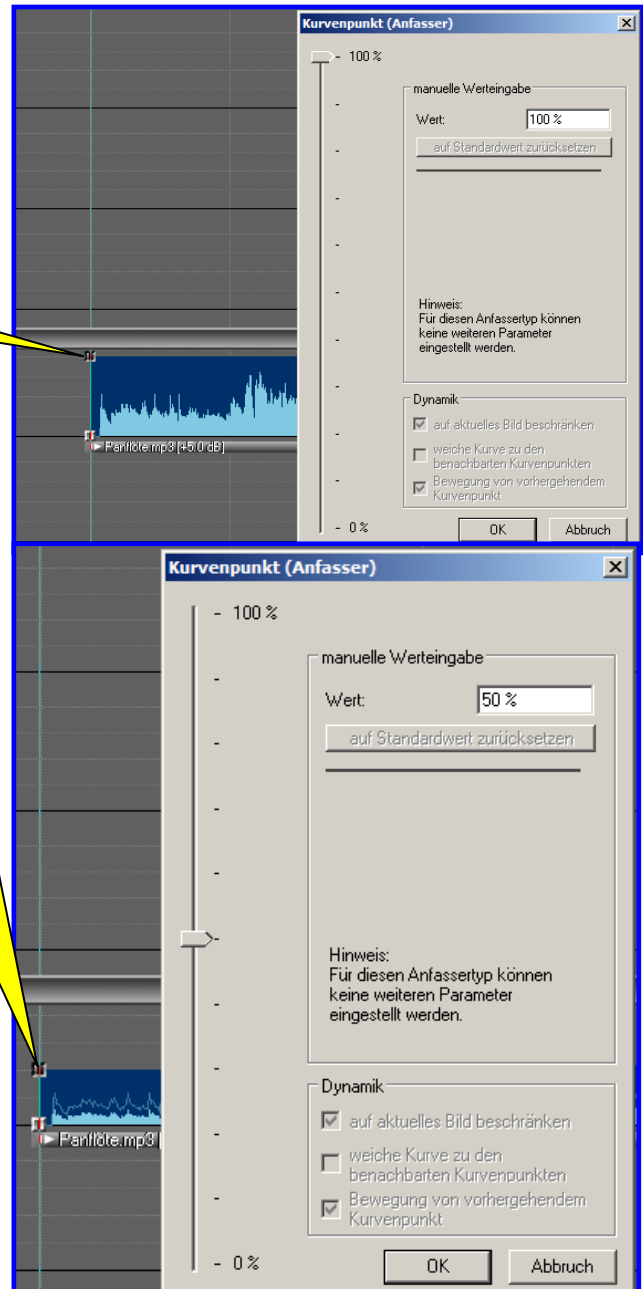 Kurvenpunkt (Anfasser)
- 100 %
manuelle Werteingabe
Wert: 100 %
auf Standardwert zurücksetzen
Hinweis:
Für diesen Anfassertyp können
keine weiteren Parameter
eingestellt werden.
Dynamik
auf aktuelles Bild beschränken
weiche Kurve zu den
benachbarten Kurvenpunkten
Bewegung von vorhergehendem
Kurvenpunkt
- 0 %
OK Abbruch
Panflöte.mp3 [+5.0 dB]
Kurvenpunkt (Anfasser)
- 100 %
manuelle Werteingabe
Wert: 50 %
auf Standardwert zurücksetzen
Hinweis:
Für diesen Anfassertyp können
keine weiteren Parameter
eingestellt werden.
Dynamik
auf aktuelles Bild beschränken
weiche Kurve zu den
benachbarten Kurvenpunkten
Bewegung von vorhergehendem
Kurvenpunkt
- 0 %
OK Abbruch
Panflöte.mp3 [